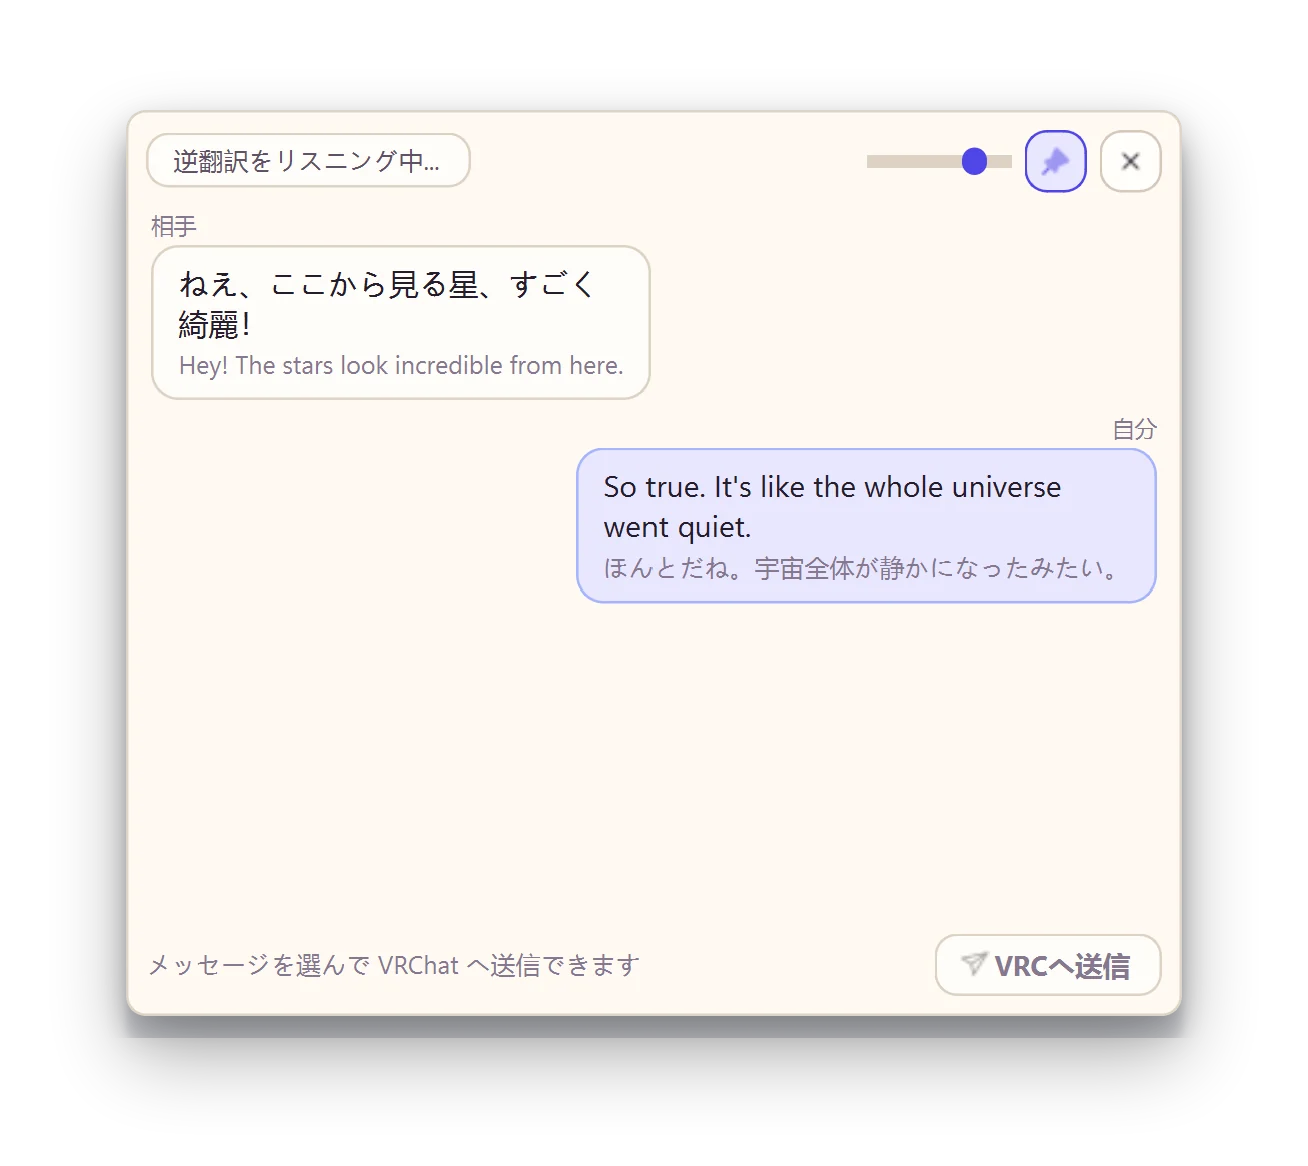 逆翻訳をリスニング中...
相手
ねえ、ここから見る星、すごく
綺麗！
Hey! The stars look incredible from here.
自分
So true. It's like the whole universe
went quiet.
ほんとだね。宇宙全体が静かになったみたい。
メッセージを選んで VRChat へ送信できます
VRCへ送信